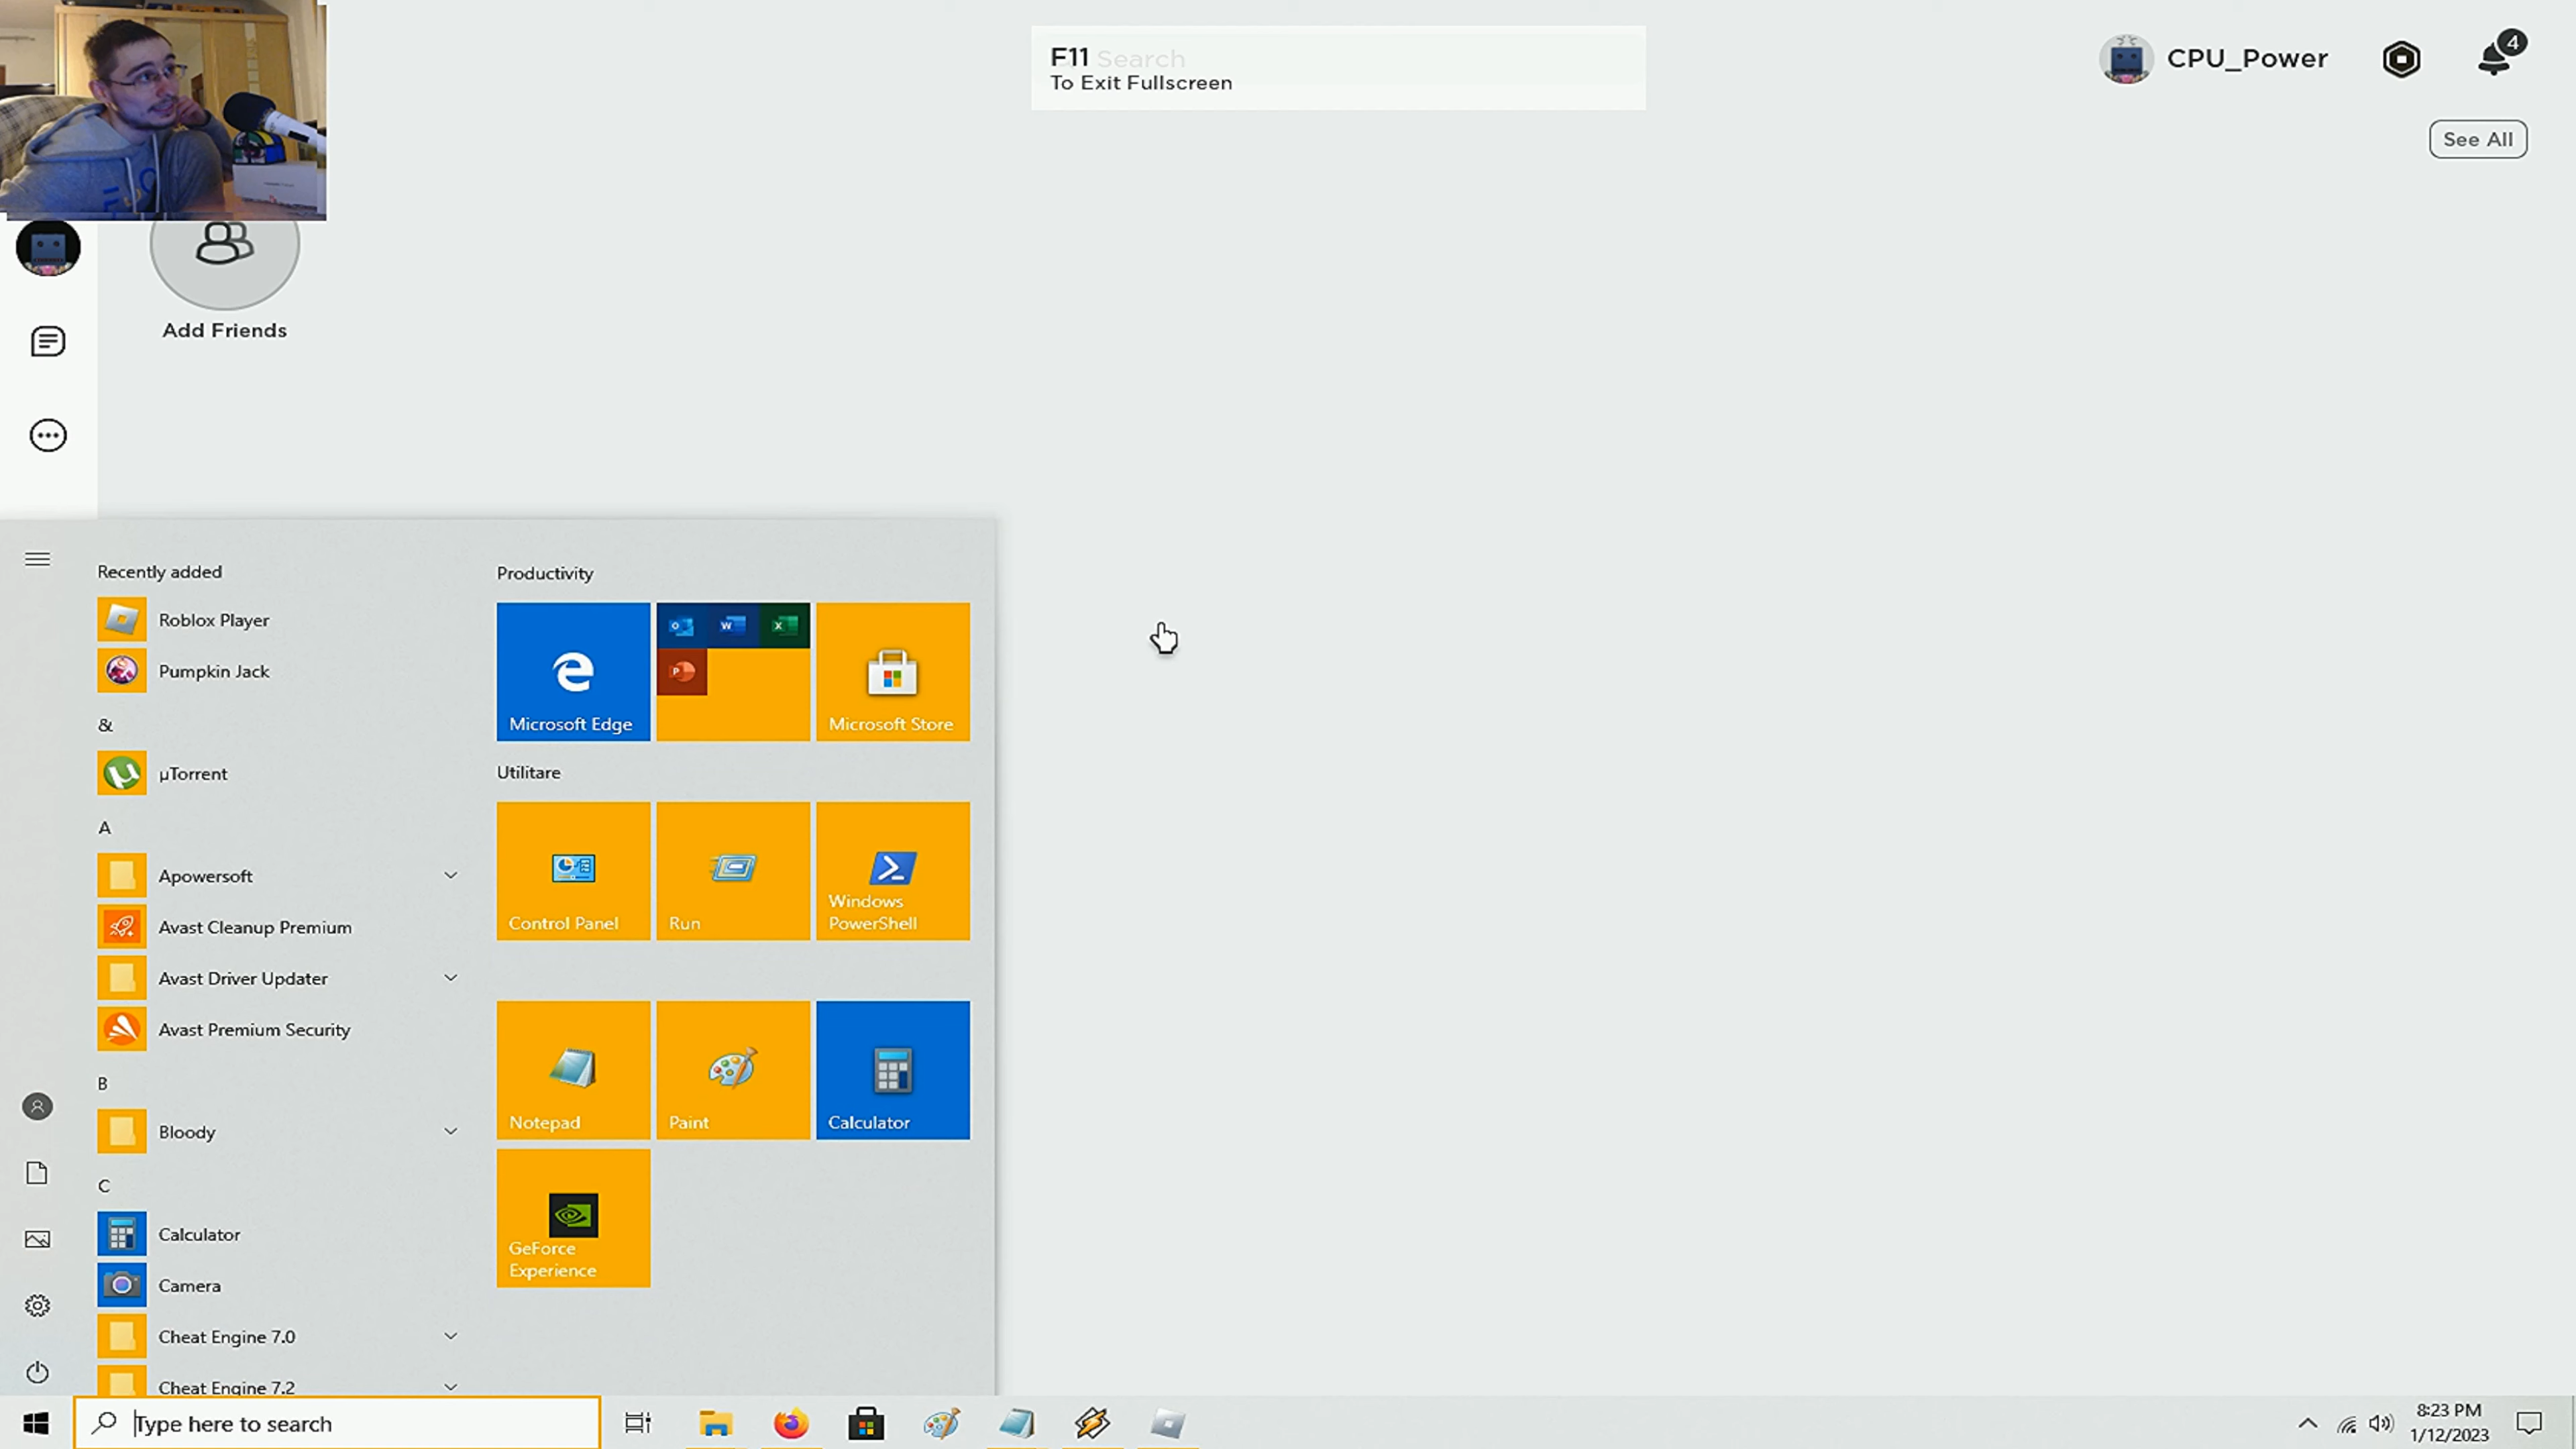 F11 Search
To Exit Fullscreen
CPU_Power
4
See All
Add Friends
Recently added
Roblox Player
Pumpkin Jack
&
µTorrent
A
Apowersoft
Avast Cleanup Premium
Avast Driver Updater
Avast Premium Security
B
Bloody
C
Calculator
Camera
Cheat Engine 7.0
Cheat Engine 7.2
Productivity
Microsoft Edge
Microsoft Store
Utilitare
Control Panel
Run
Windows
PowerShell
Notepad
Paint
Calculator
GeForce
Experience
Type here to search
8:23 PM
1/12/2023